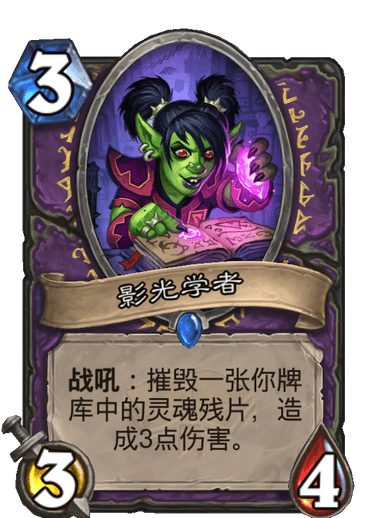 3
影光学者
战吼：摧毁一张你牌
库中的灵魂残片，造
成3点伤害。
3
4